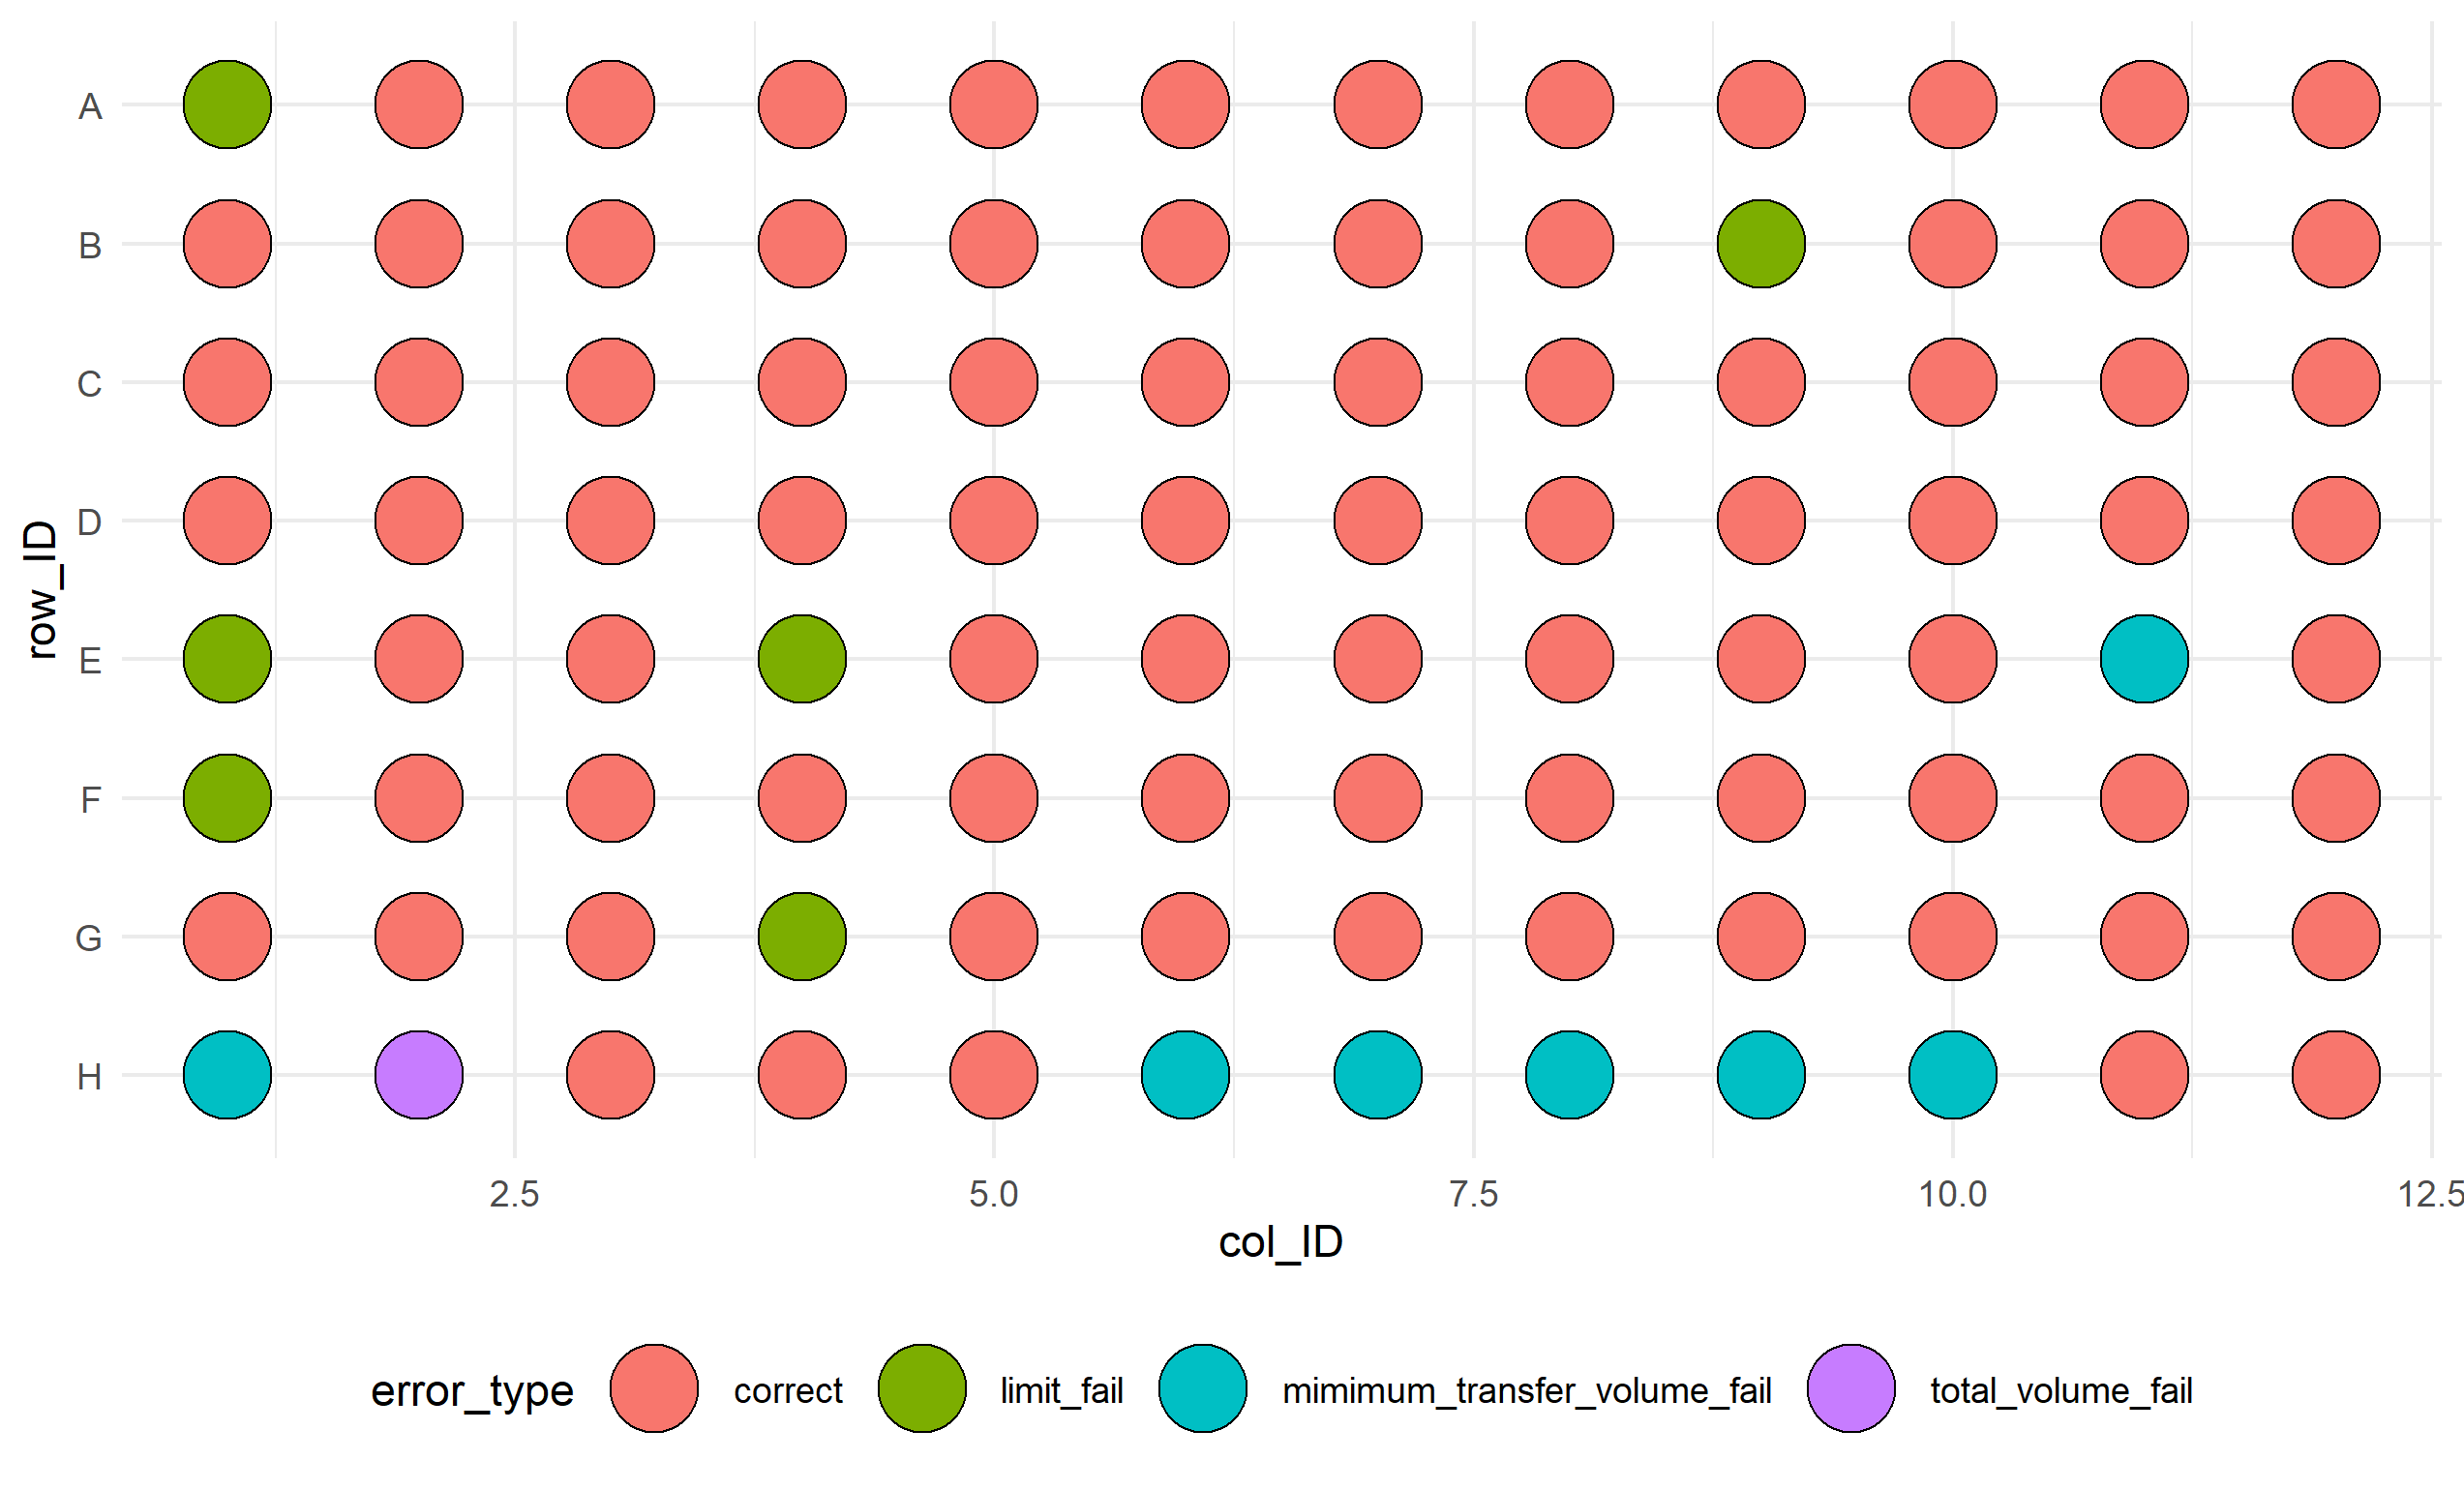 A
B
C
D
E
F
G
H
row_ID
2.5 5.0 7.5 10.0 12.5
col_ID
error_type correct limit_fail mimimum_transfer_volume_fail total_volume_fail